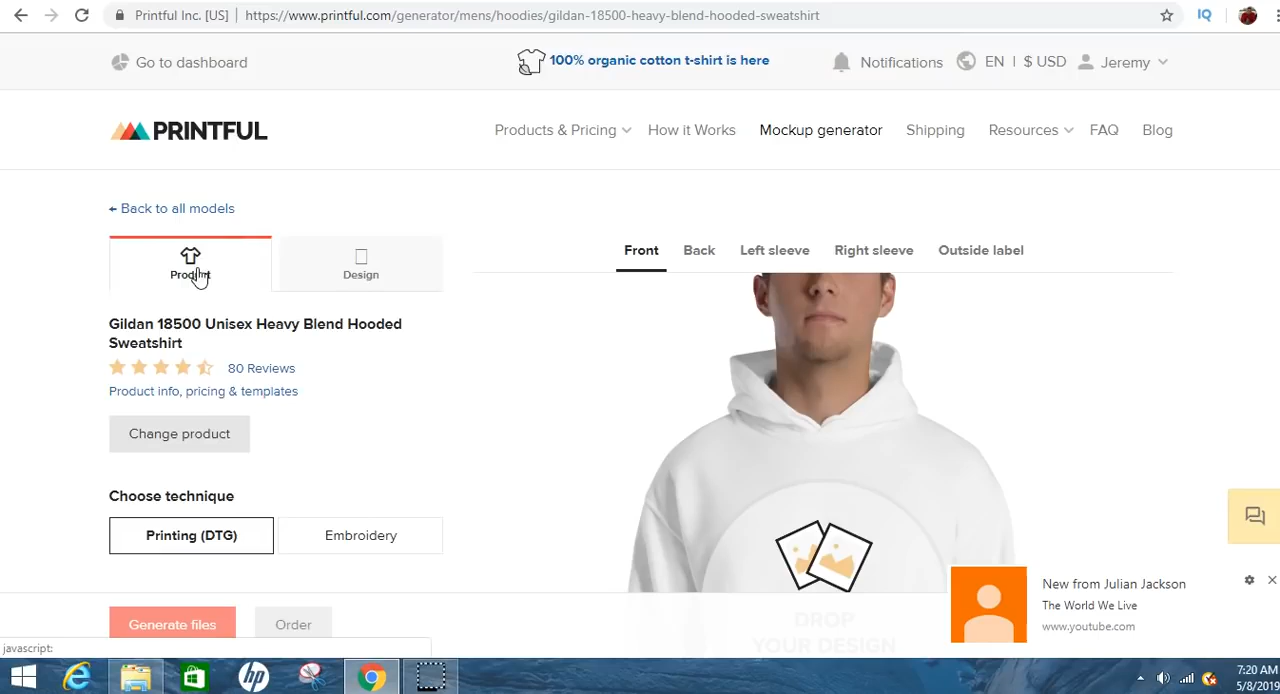 Printful Inc. [US] | https://www.printful.com/generator/mens/hoodies/gildan-18500-heavy-blend-hooded-sweatshirt
IQ
Go to dashboard
100% organic cotton t-shirt is here
Notifications
EN | $ USD
Jeremy
PRINTFUL
Products & Pricing
How it Works
Mockup generator
Shipping
Resources
FAQ
Blog
← Back to all models
Product
Design
Front
Back
Left sleeve
Right sleeve
Outside label
Gildan 18500 Unisex Heavy Blend Hooded
Sweatshirt
80 Reviews
Product info, pricing & templates
Change product
Choose technique
Printing (DTG)
Embroidery
DROP
YOUR DESIGN
Generate files
Order
New from Julian Jackson
The World We Live
www.youtube.com
javascript:
hp
7:20 AM
5/8/2019